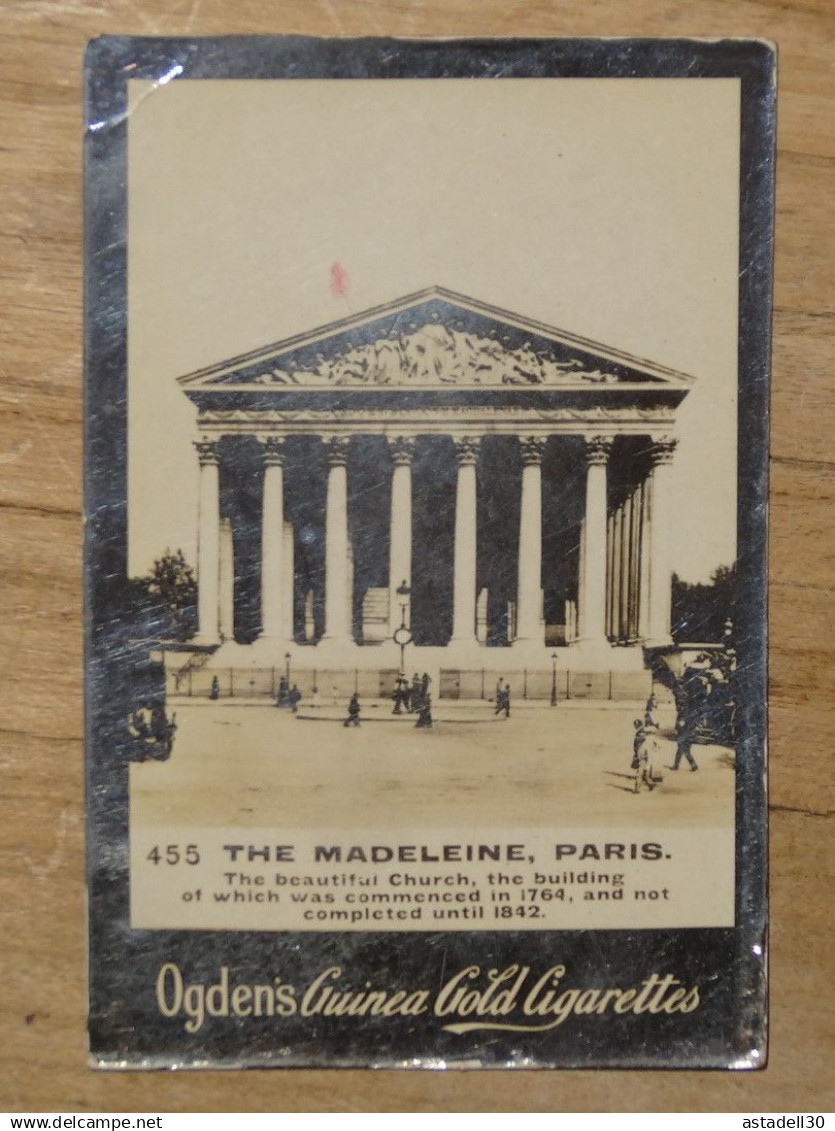 455 THE MADELEINE, PARIS.
The beautiful Church, the building
of which was commenced in 1764, and not
completed until 1842.
Ogden's Guinea Gold Cigarettes
delcampe.net
astadell30